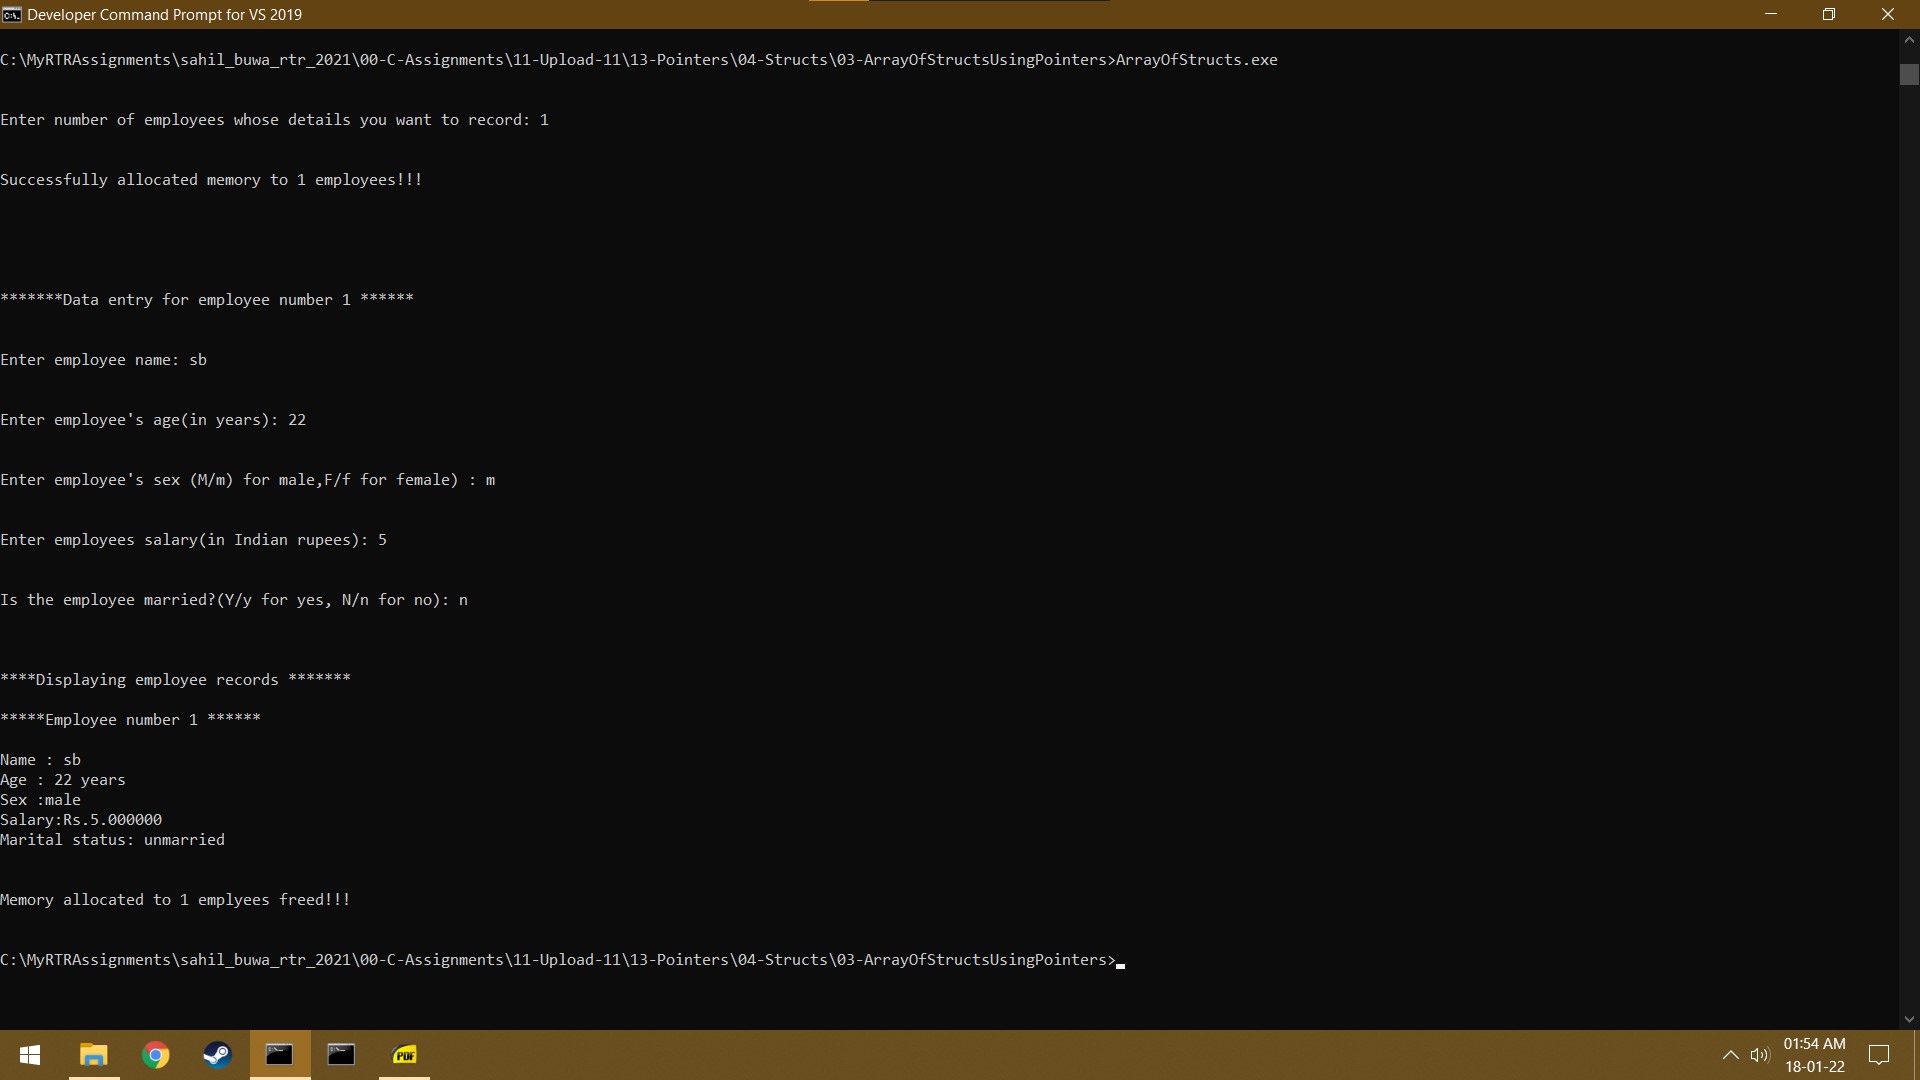 Developer Command Prompt for VS 2019
C:\MyRTRAssignments\sahil_buwa_rtr_2021\00-C-Assignments\11-Upload-11\13-Pointers\04-Structs\03-ArrayOfStructsUsingPointers>ArrayOfStructs.exe
Enter number of employees whose details you want to record: 1
Successfully allocated memory to 1 employees!!!
*******Data entry for employee number 1 ******
Enter employee name: sb
Enter employee's age(in years): 22
Enter employee's sex (M/m) for male,F/f for female) : m
Enter employees salary(in Indian rupees): 5
Is the employee married?(Y/y for yes, N/n for no): n
****Displaying employee records *******
*****Employee number 1 ******
Name : sb
Age : 22 years
Sex :male
Salary:Rs.5.000000
Marital status: unmarried
Memory allocated to 1 emplyees freed!!!
C:\MyRTRAssignments\sahil_buwa_rtr_2021\00-C-Assignments\11-Upload-11\13-Pointers\04-Structs\03-ArrayOfStructsUsingPointers>
PDF
01:54 AM
18-01-22